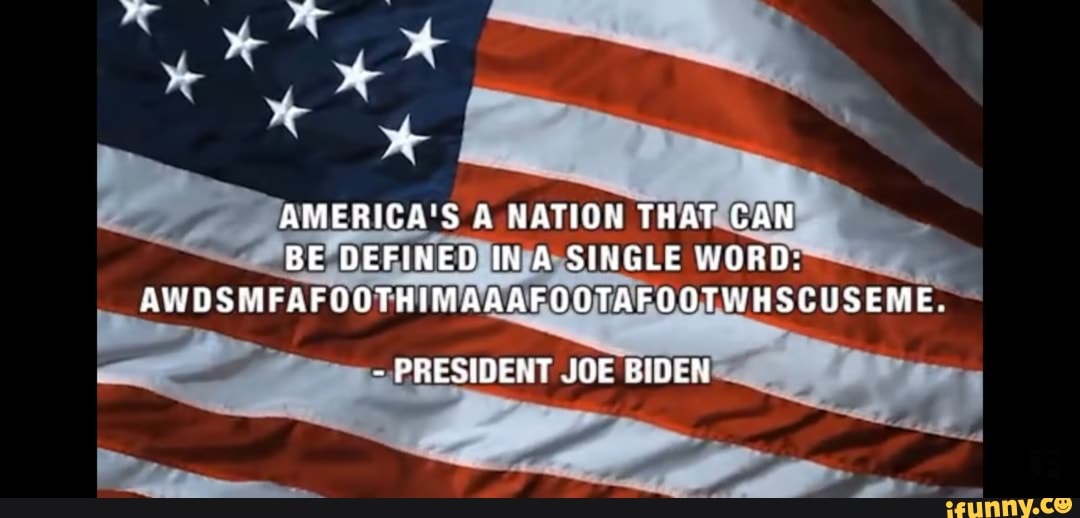 AMERICA'S A NATION THAT CAN
BE DEFINED IN A SINGLE WORD:
AWDSMFAFOOTHIMAAAFOOTAFOOTWHSCUSEME.
- PRESIDENT JOE BIDEN
ifunny.co